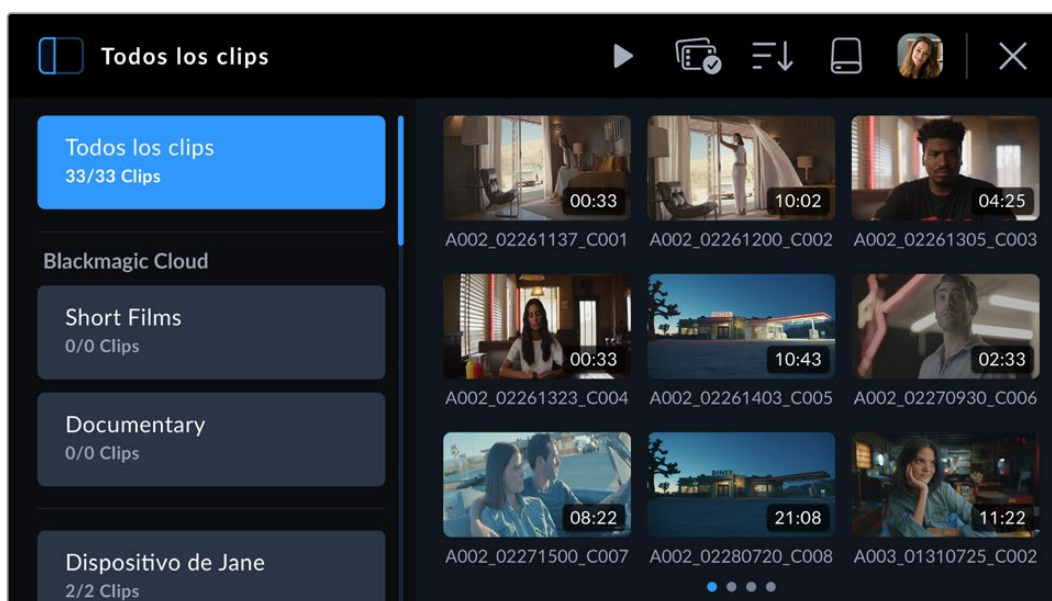 Todos los clips
Todos los clips
33/33 Clips
Blackmagic Cloud
Short Films
0/0 Clips
Documentary
0/0 Clips
Dispositivo de Jane
2/2 Clips
00:33
10:02
04:25
A002_02261137_C001
A002_02261200_C002
A002_02261305_C003
DINER
00:33
10:43
02:33
A002_02261323_C004
A002_02261403_C005
A002_02270930_C006
DINER
08:22
21:08
11:22
A002_02271500_C007
A002_02280720_C008
A003_01310725_C002